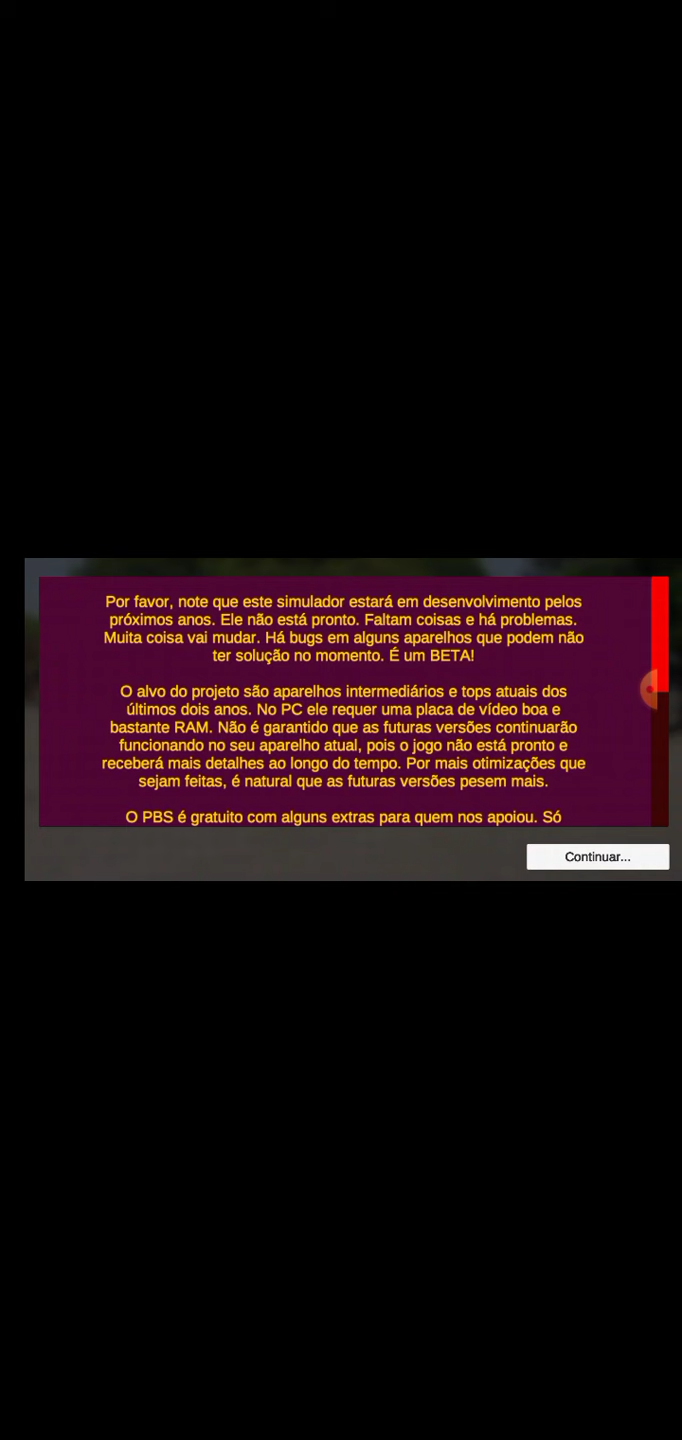 Por favor, note que este simulador estará em desenvolvimento pelos
próximos anos. Ele não está pronto. Faltam coisas e há problemas.
Muita coisa vai mudar. Há bugs em alguns aparelhos que podem não
ter solução no momento. É um BETA!
O alvo do projeto são aparelhos intermediários e tops atuais dos
últimos dois anos. No PC ele requer uma placa de vídeo boa e
bastante RAM. Não é garantido que as futuras versões continuarão
funcionando no seu aparelho atual, pois o jogo não está pronto e
receberá mais detalhes ao longo do tempo. Por mais otimizações que
sejam feitas, é natural que as futuras versões pesem mais.
O PBS é gratuito com alguns extras para quem nos apoiou. Só
Continuar...